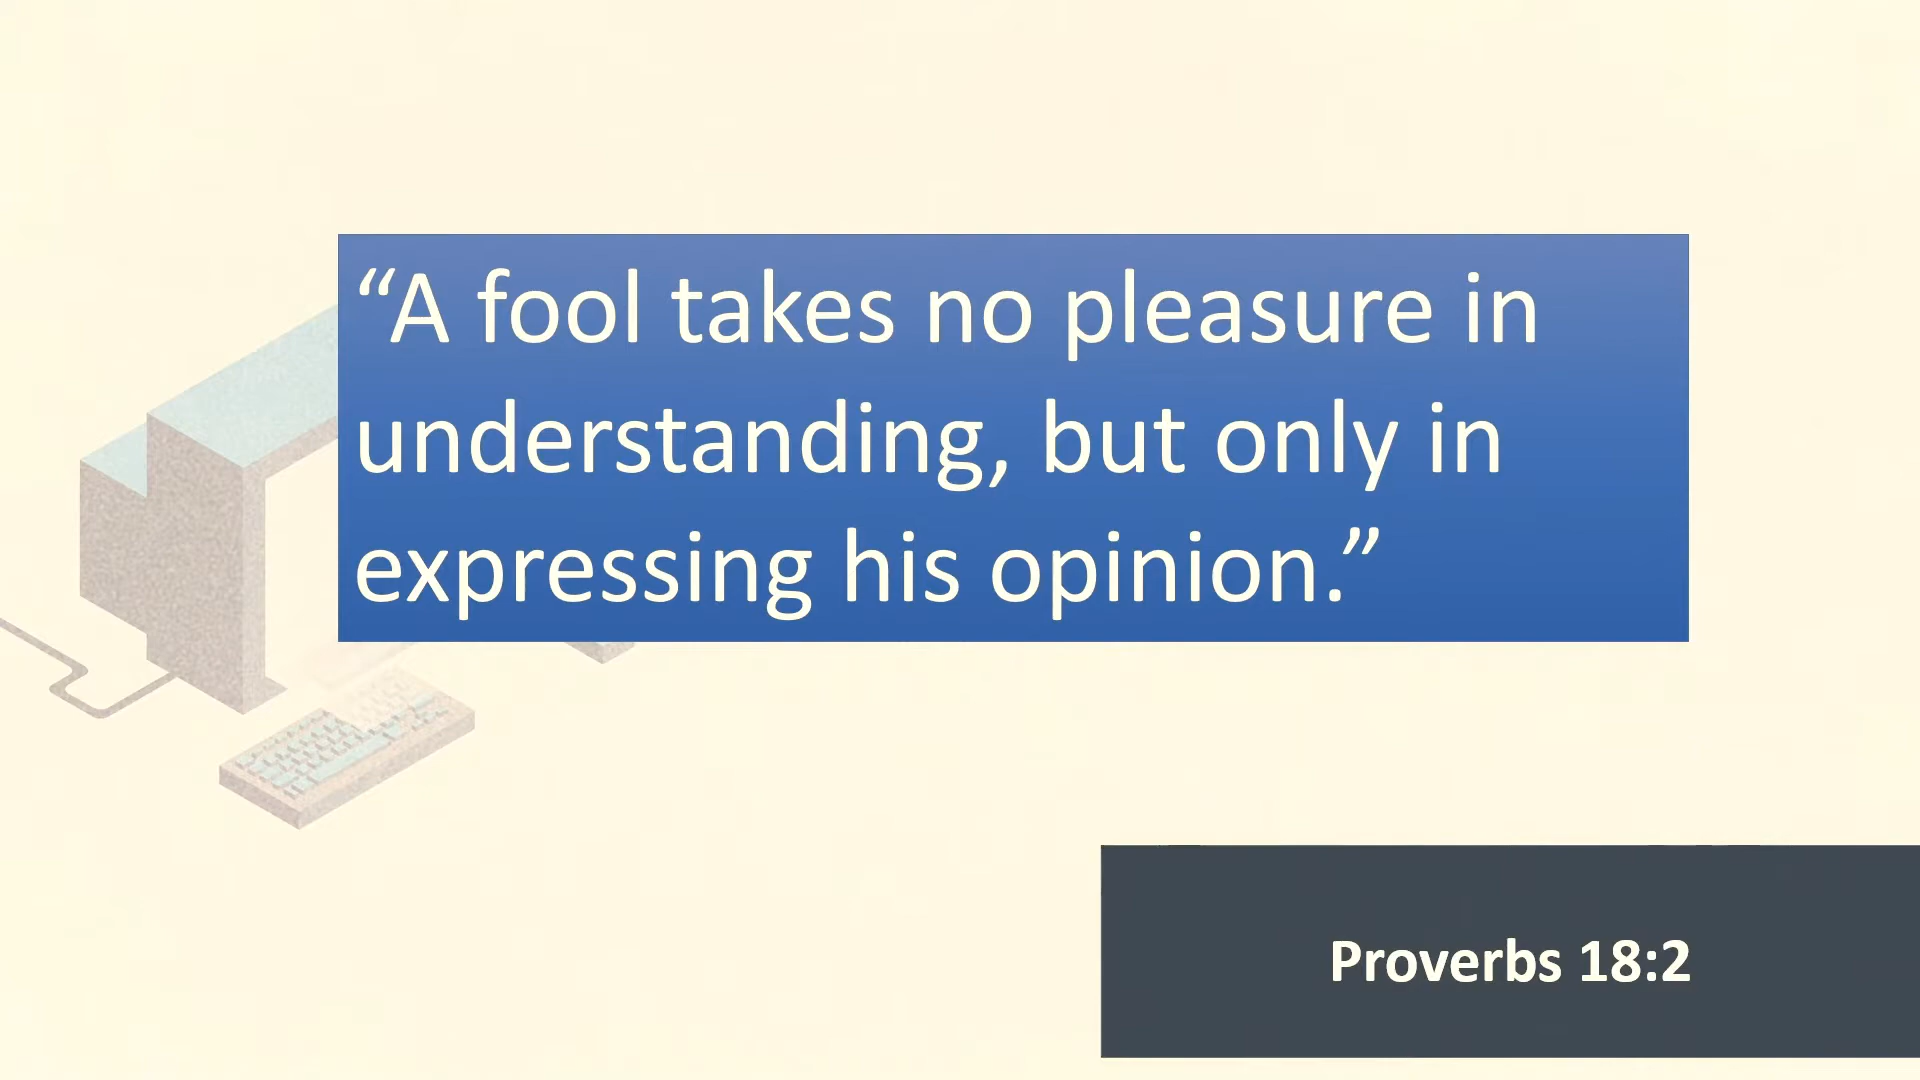 “A fool takes no pleasure in
understanding, but only in
expressing his opinion.”
Proverbs 18:2